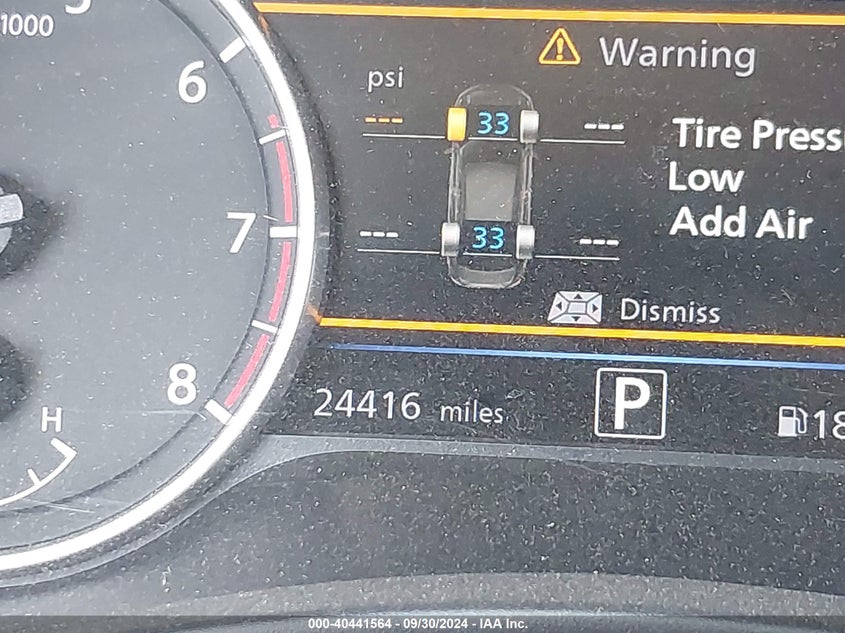 1000
6
7
8
H
Warning
psi
--- 33 ---
--- 33 ---
Tire Press
Low
Add Air
Dismiss
24416 miles
P
18
000-40441564 - 09/30/2024 - IAA Inc.